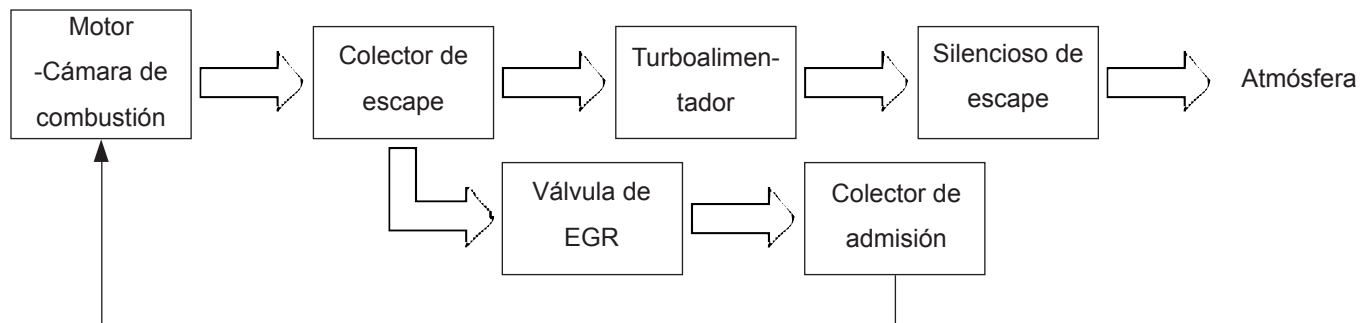 Motor
-Cámara de
combustión
Colector de
escape
Turboalimen-
tador
Silencioso de
escape
Atmósfera
Válvula de
EGR
Colector de
admisión